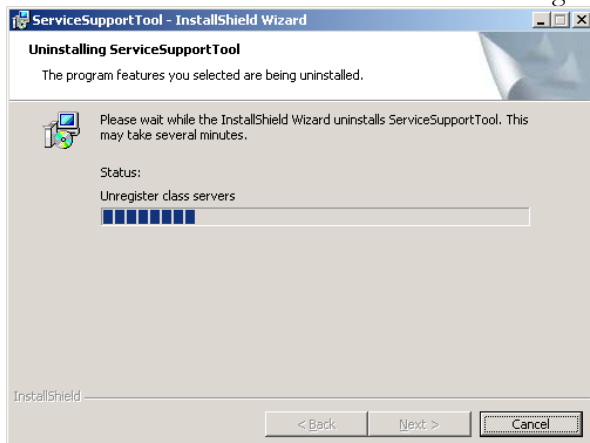 ServiceSupportTool - InstallShield Wizard
Uninstalling ServiceSupportTool
The program features you selected are being uninstalled.
Please wait while the InstallShield Wizard uninstalls ServiceSupportTool. This
may take several minutes.
Status:
Unregister class servers
InstallShield
< Back Next > Cancel